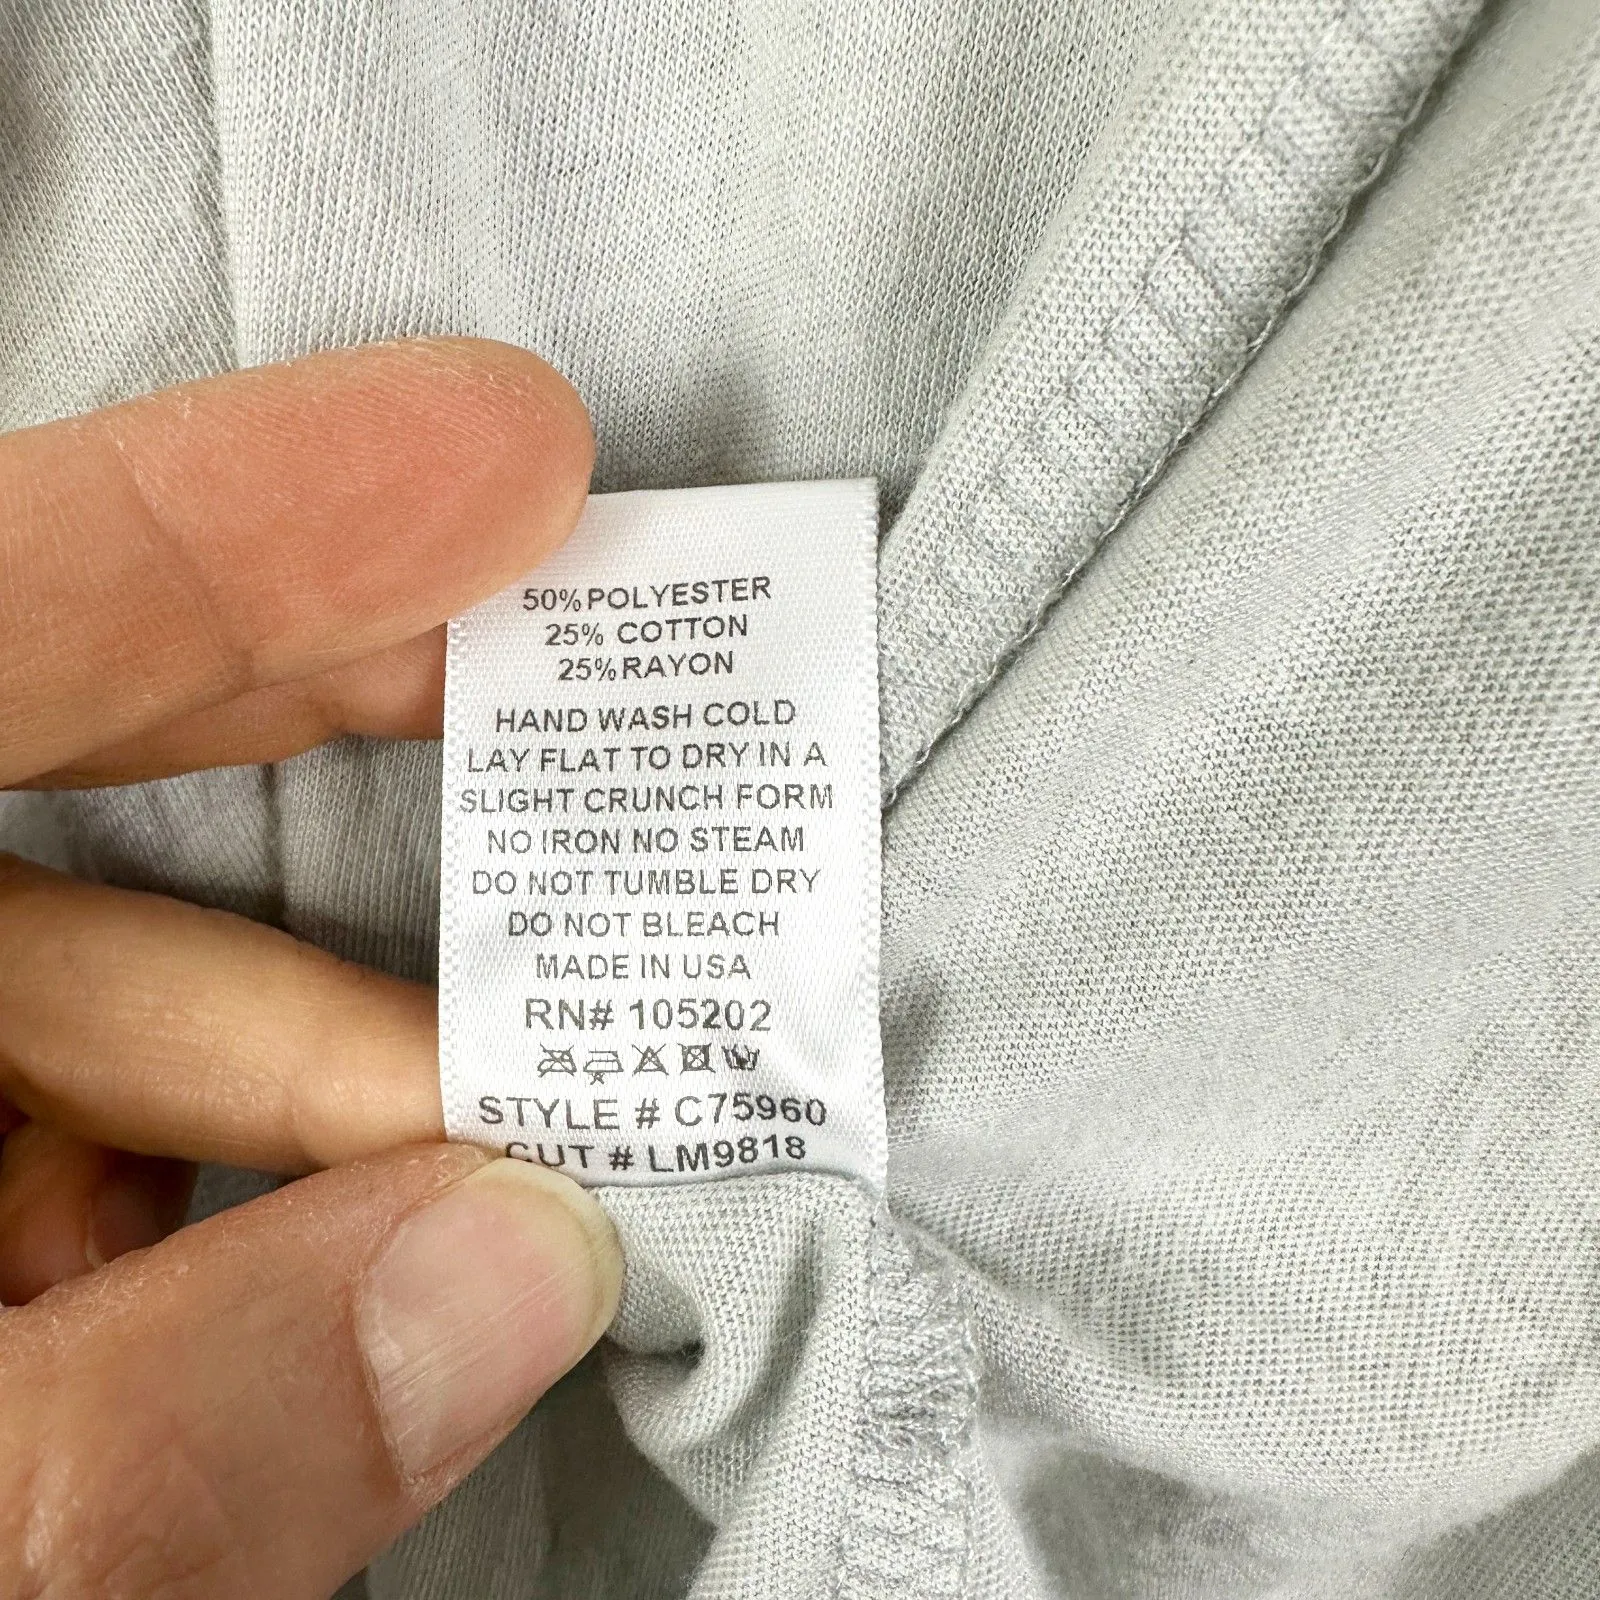 50% POLYESTER
25% COTTON
25% RAYON
HAND WASH COLD
LAY FLAT TO DRY IN A
SLIGHT CRUNCH FORM
NO IRON NO STEAM
DO NOT TUMBLE DRY
DO NOT BLEACH
MADE IN USA
RN# 105202
STYLE # C75960
CUT # LM9818